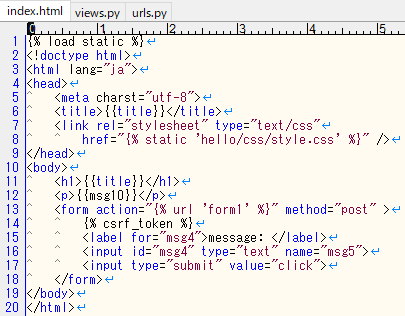 index.html views.py urls.py
0 1 2 3 4 5
1 {% load static %}↵
2 <!doctype html>↵
3 <html lang="ja">↵
4 <head>↵
5 ^ <meta charst="utf-8">↵
6 ^ <title>{{title}}</title>↵
7 ^ <link rel="stylesheet" type="text/css"
8 ^ ^ href="{% static 'hello/css/style.css' %}" />↵
9 </head>↵
10 <body>↵
11 ^ <h1>{{title}}</h1>↵
12 ^ <p>{{msg10}}</p>↵
13 ^ <form action="{% url 'form1' %}" method="post" >↵
14 ^ ^ {% csrf_token %}↵
15 ^ ^ <label for="msg4">message: </label>↵
16 ^ ^ <input id="msg4" type="text" name="msg5">↵
17 ^ ^ <input type="submit" value="click">↵
18 ^ </form>↵
19 </body>↵
20 </html>↵